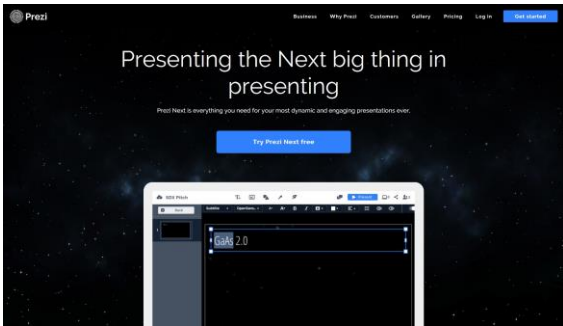 Prezi
Business Why Prezi Customers Gallery Pricing Log in Get started
Presenting the Next big thing in
presenting
Prezi Next is everything you need for your most dynamic and engaging presentations ever.
Try Prezi Next free
GaAs 2.0